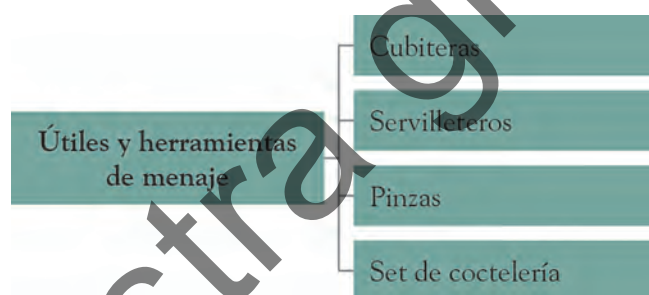 Útiles y herramientas
de menaje
Cubiteras
Servilleteros
Pinzas
Set de coctelería